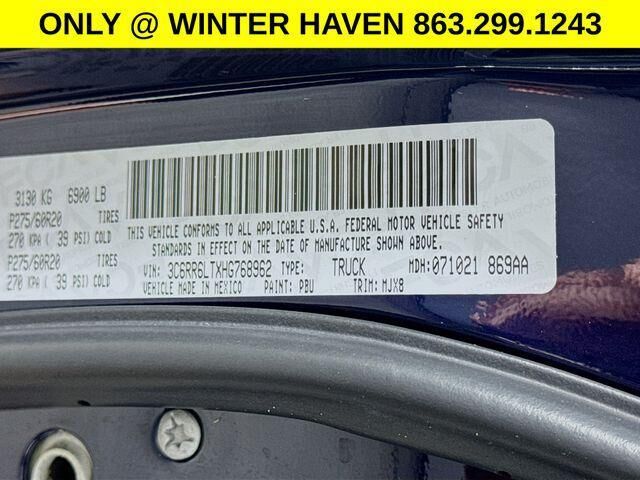 ONLY @ WINTER HAVEN 863.299.1243
3130 KG 6900 LB
P275/60R20 TIRES
270 KPA ( 39 PSI) COLD
P275/60R20 TIRES
270 KPA ( 39 PSI) COLD
THIS VEHICLE CONFORMS TO ALL APPLICABLE U.S.A. FEDERAL MOTOR VEHICLE SAFETY
STANDARDS IN EFFECT ON THE DATE OF MANUFACTURE SHOWN ABOVE.
VIN: 3C6RR6LTXHG768962 TYPE: TRUCK MDH:071021 869AA
VEHICLE MADE IN MEXICO PAINT: PBU TRIM: MJX8